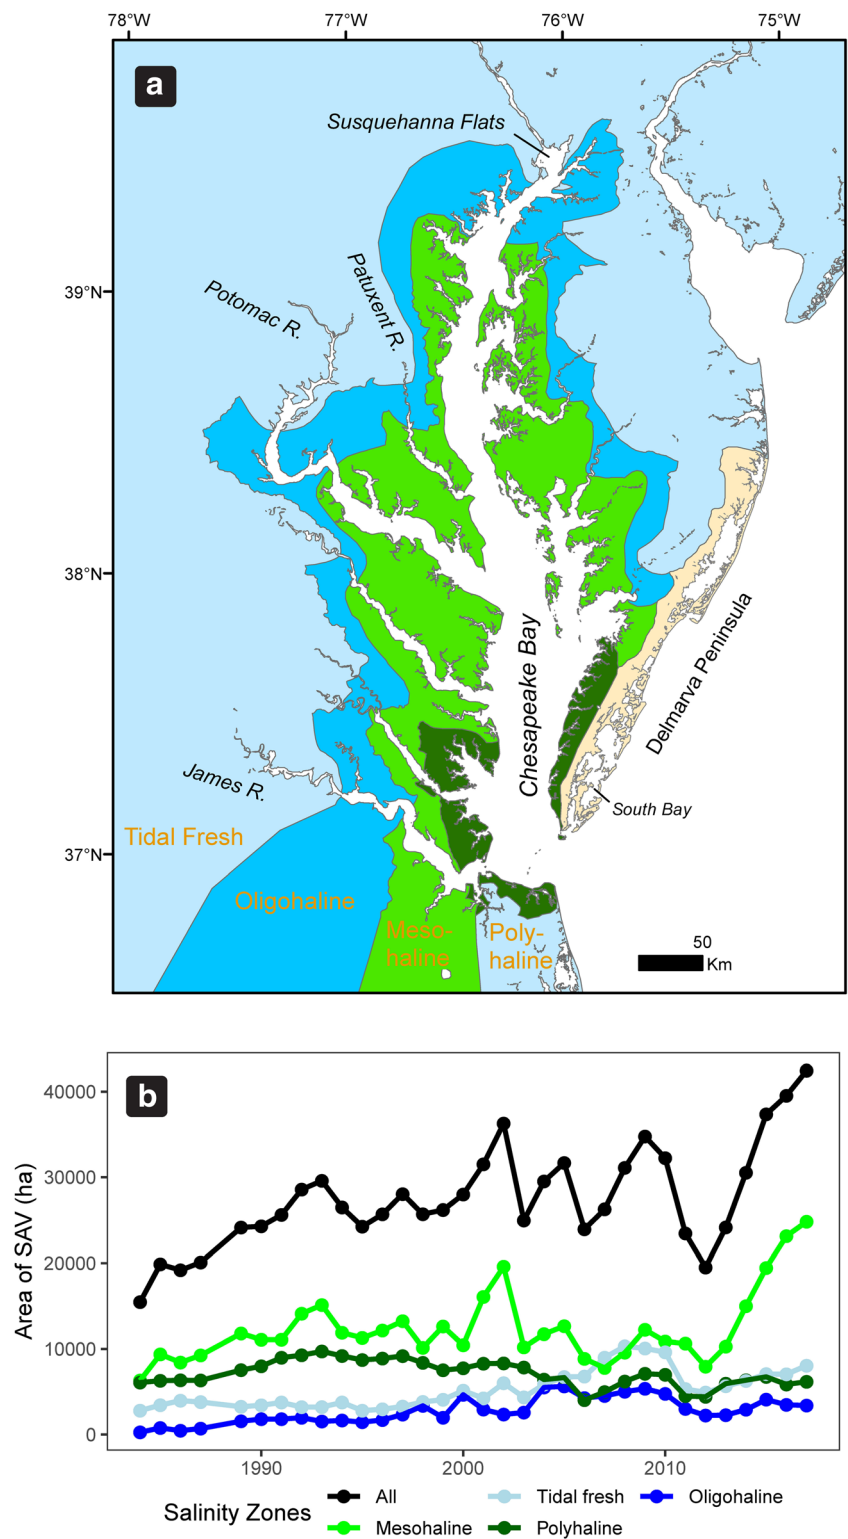 78°W 77°W 76°W 75°W
a
Susquehanna Flats
39°N
Potomac R.
Patuxent R.
38°N
Chesapeake Bay
Delmarva Peninsula
James R.
South Bay
Tidal Fresh
37°N
Oligohaline
Meso-
haline
Poly-
haline
50
Km
b
Area of SAV (ha)
40000
30000
20000
10000
0
1990 2000 2010
Salinity Zones
All Tidal fresh Oligohaline
Mesohaline Polyhaline